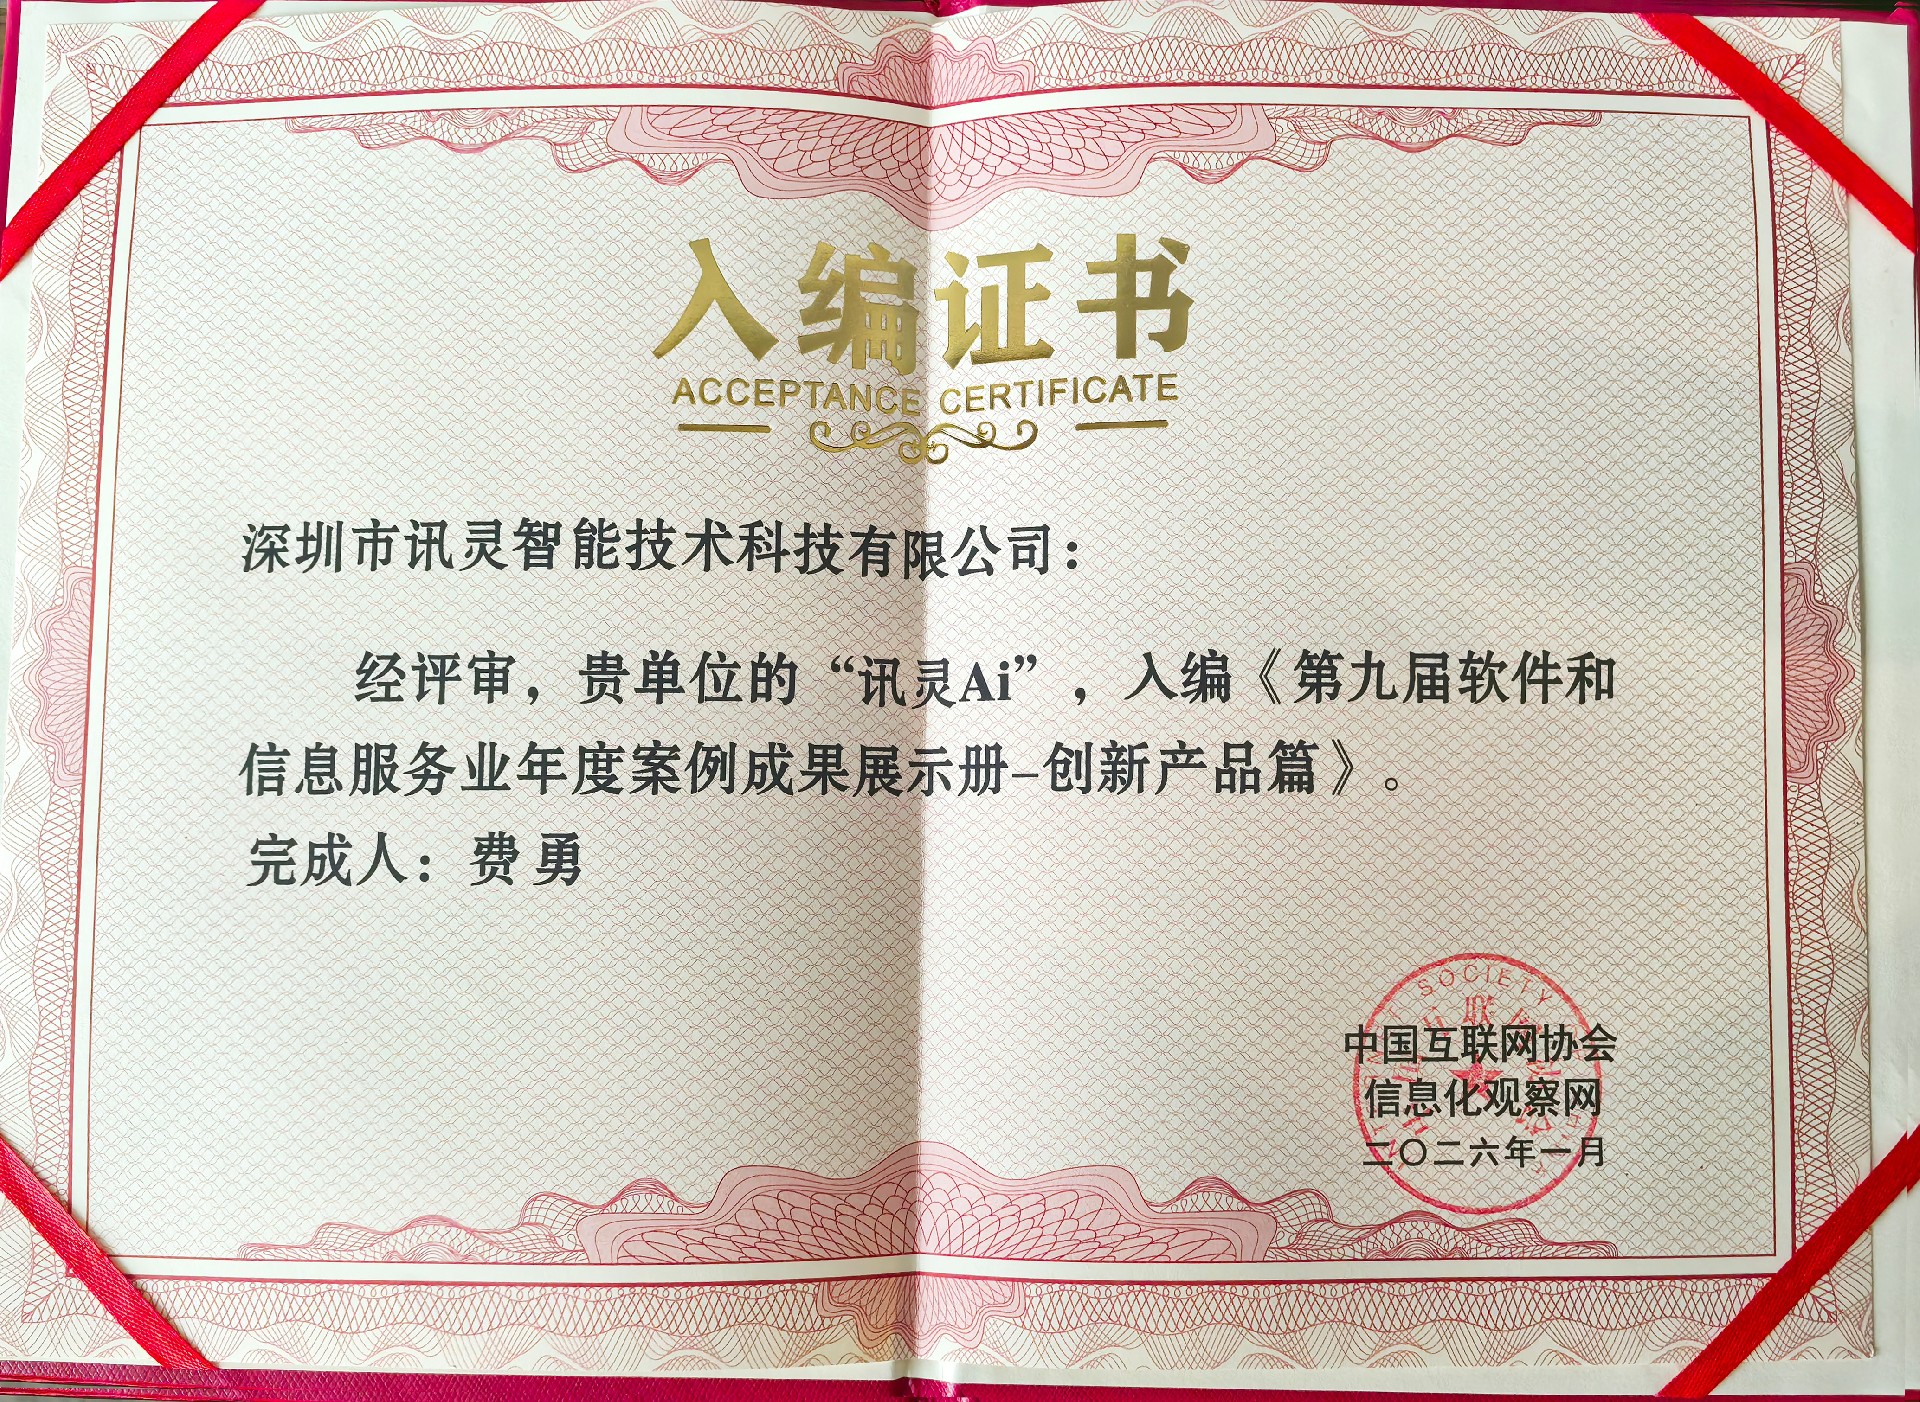 入编证书
ACCEPTANCE CERTIFICATE
深圳市讯灵智能技术科技有限公司：
经评审，贵单位的“讯灵Ai”，入编《第九届软件和
信息服务业年度案例成果展示册-创新产品篇》。
完成人：费 勇
SOCIETY
中国互联网协会
信息化观察网
二〇二六年一月